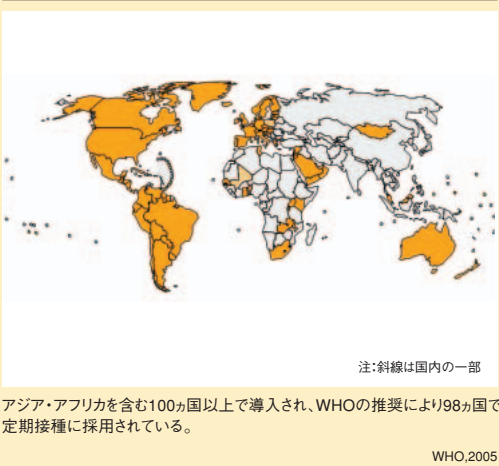 注:斜線は国内の一部
アジア・アフリカを含む100ヵ国以上で導入され、WHOの推奨により98ヵ国で
定期接種に採用されている。
WHO,2005